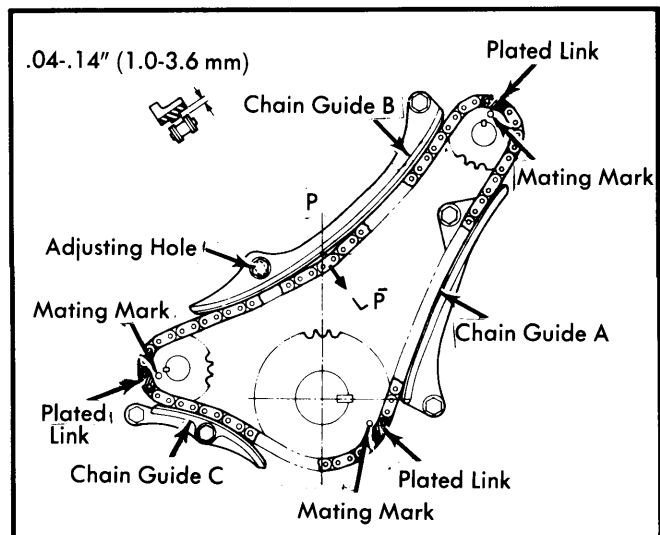 .04-.14" (1.0-3.6 mm)
Plated Link
Chain Guide B
Mating Mark
P
Adjusting Hole
P
Mating Mark
Chain Guide A
Plated
Link
Chain Guide C
Plated Link
Mating Mark